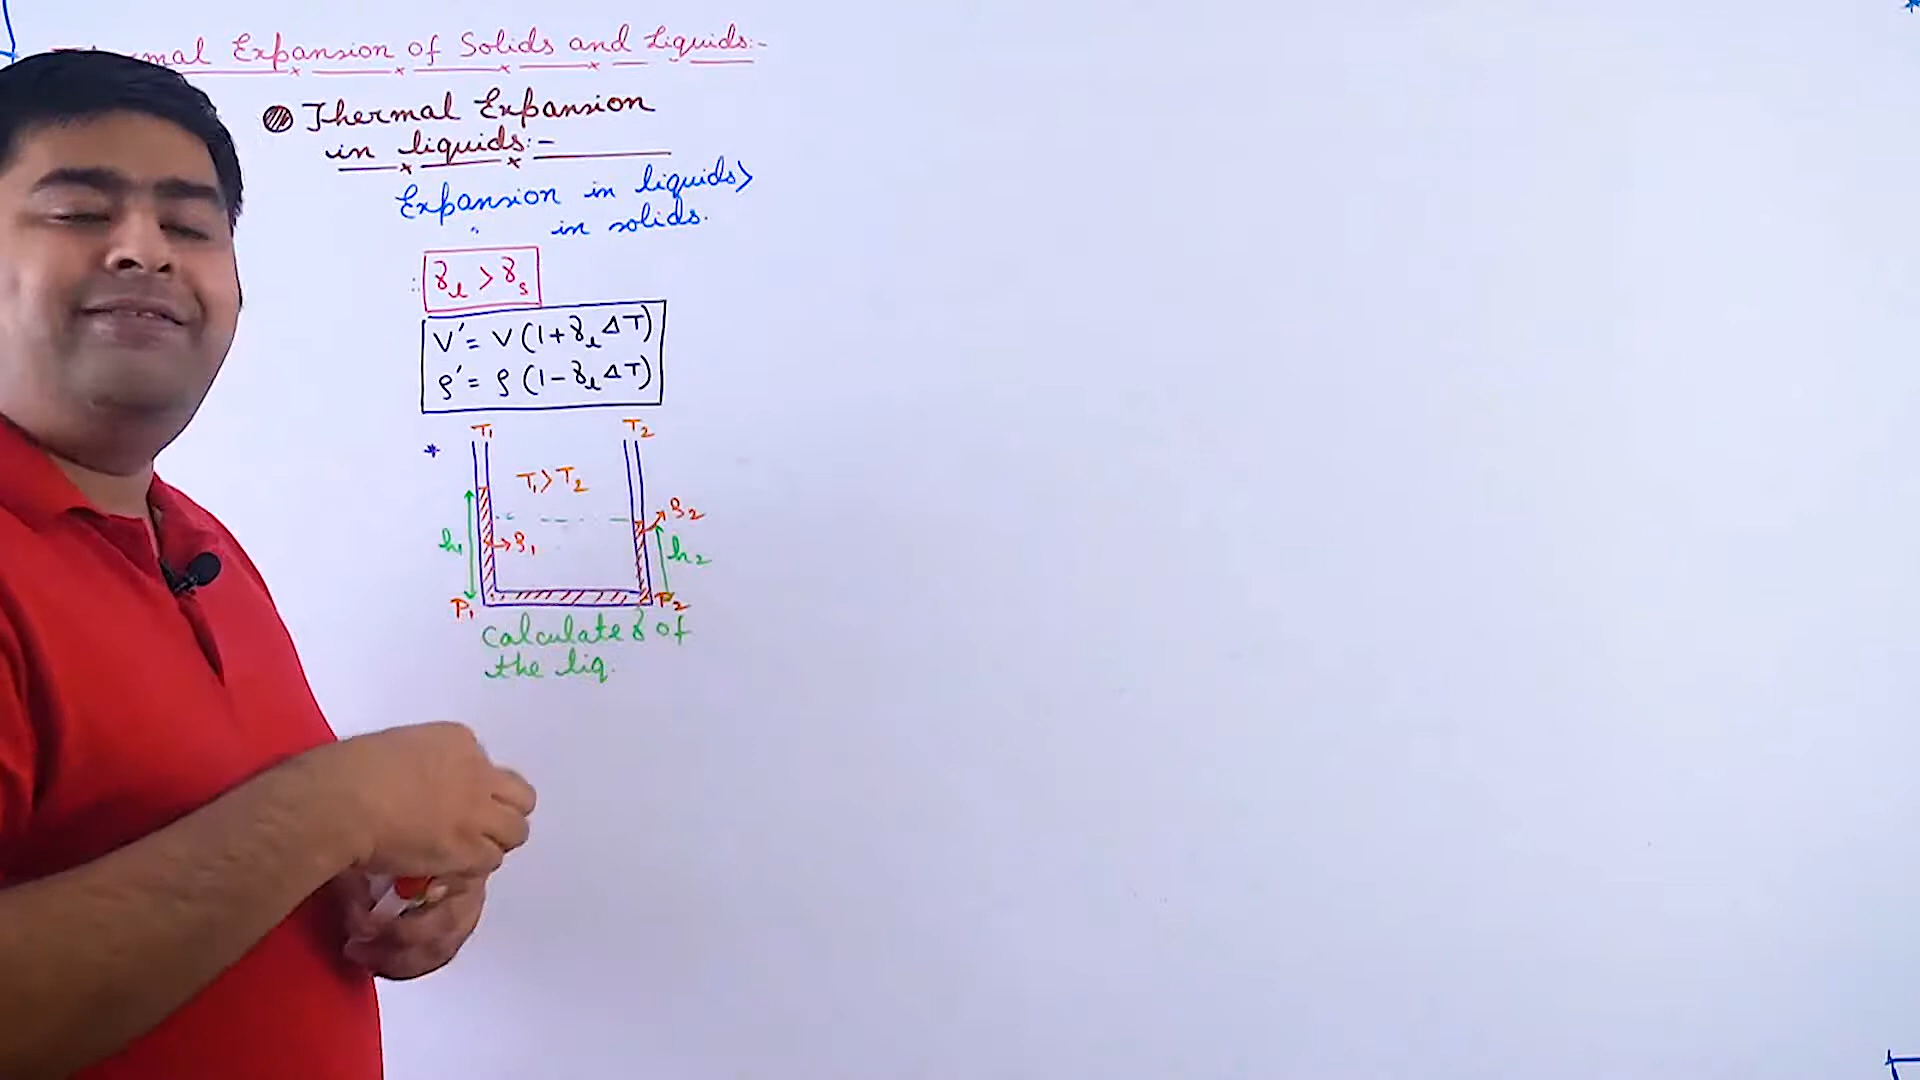 mal Expansion of Solids and Liquids:-
Thermal Expansion
in liquids:-
Expansion in liquids>
" in solids.
∴ γₗ > γₛ
V' = V(1+γₗΔT)
ρ' = ρ(1-γₗΔT)
* T₁ T₂
T₁>T₂
ρ₂
h₁ ρ₁ h₂
P₁ P₂
Calculate γ of
the liq.